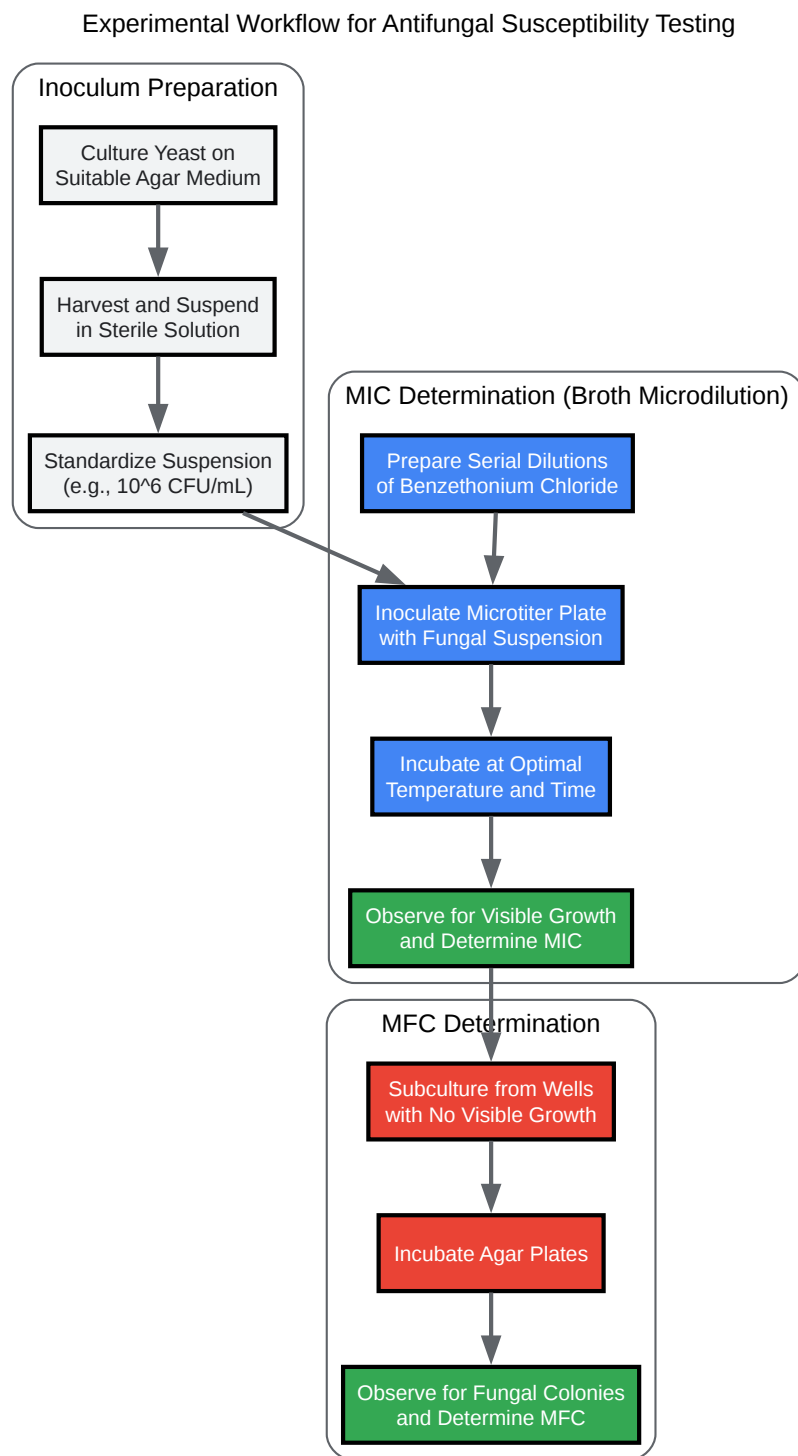 Experimental Workflow for Antifungal Susceptibility Testing
Inoculum Preparation
Culture Yeast on
Suitable Agar Medium
Harvest and Suspend
in Sterile Solution
Standardize Suspension
(e.g., 10^6 CFU/mL)
MIC Determination (Broth Microdilution)
Prepare Serial Dilutions
of Benzethonium Chloride
Inoculate Microtiter Plate
with Fungal Suspension
Incubate at Optimal
Temperature and Time
Observe for Visible Growth
and Determine MIC
MFC Determination
Subculture from Wells
with No Visible Growth
Incubate Agar Plates
Observe for Fungal Colonies
and Determine MFC